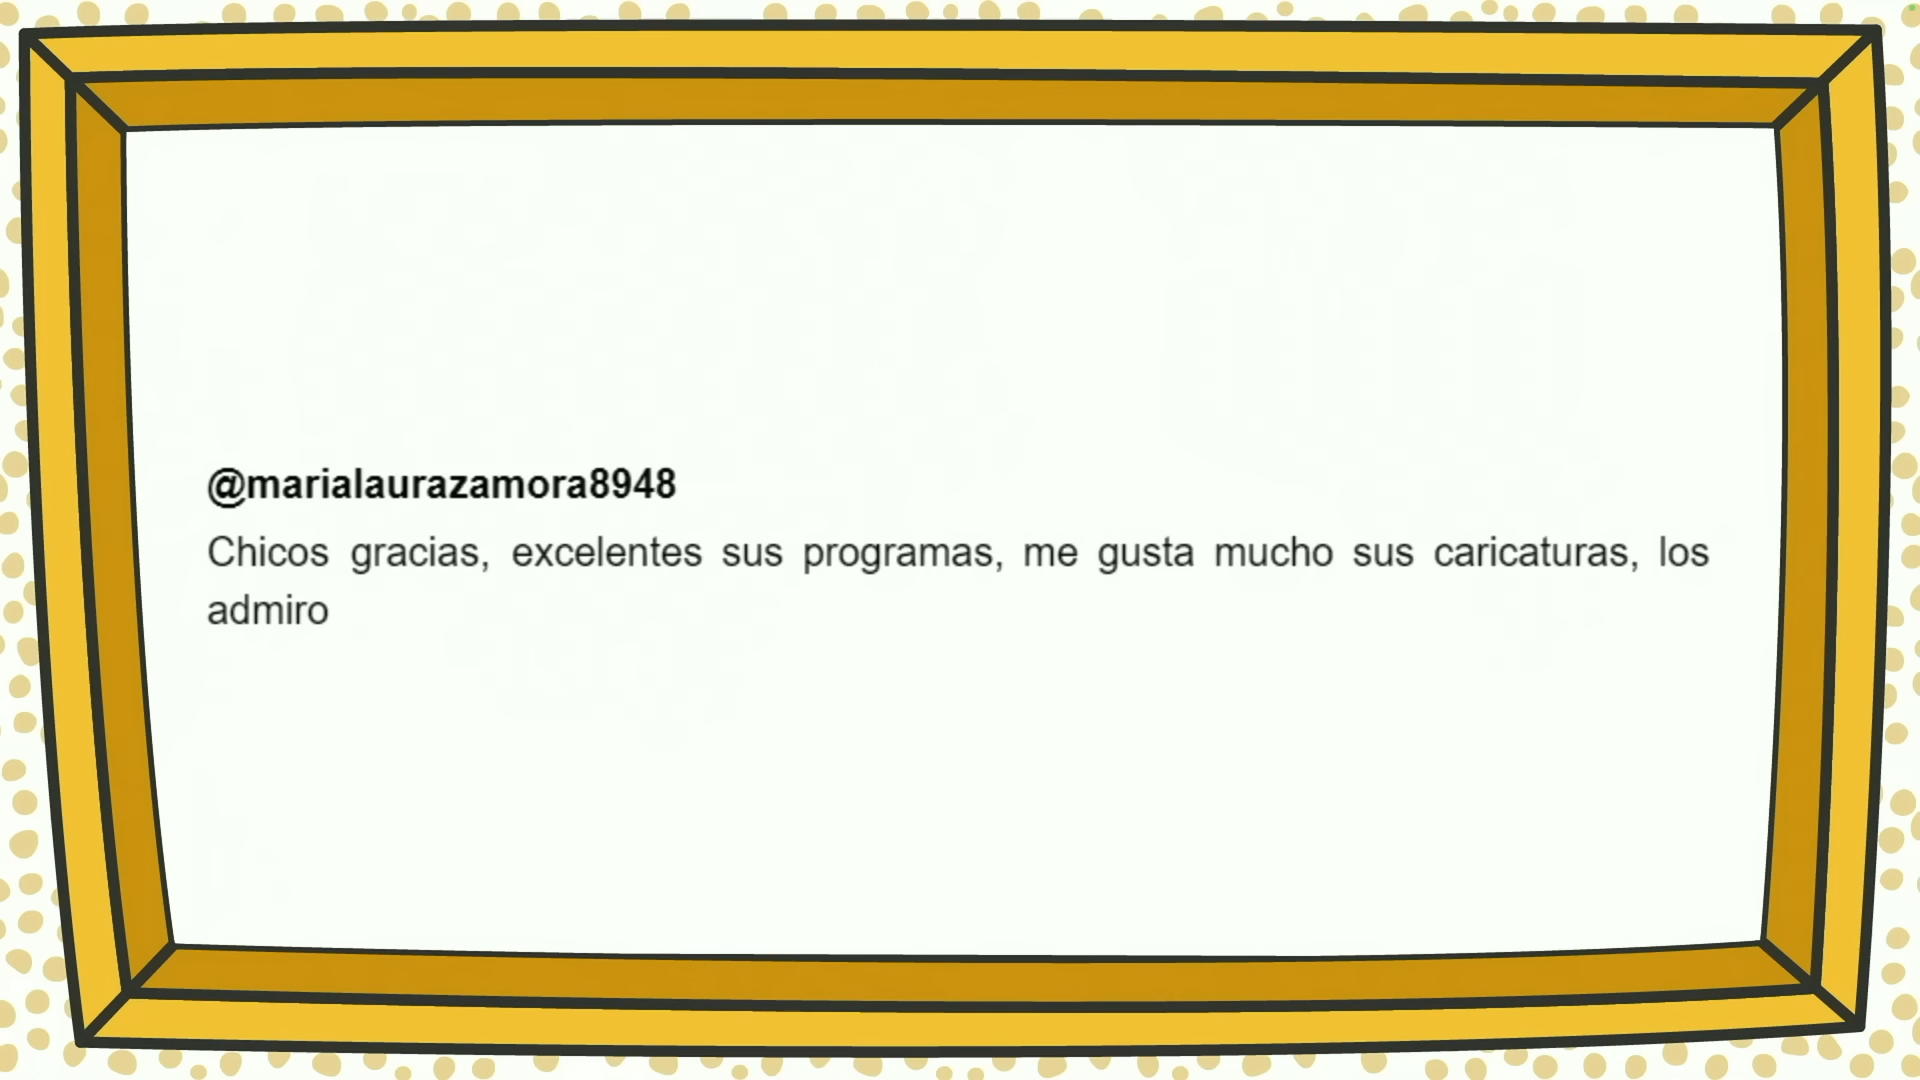 @marialaurazamora8948
Chicos gracias, excelentes sus programas, me gusta mucho sus caricaturas, los
admiro